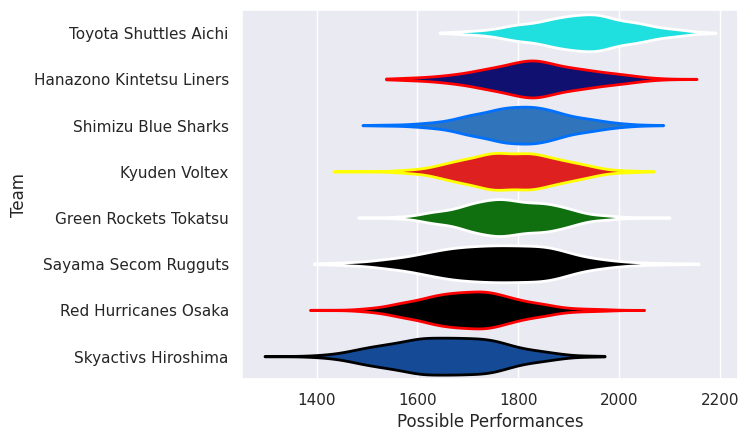 Toyota Shuttles Aichi
Hanazono Kintetsu Liners
Shimizu Blue Sharks
Kyuden Voltex
Green Rockets Tokatsu
Sayama Secom Rugguts
Red Hurricanes Osaka
Skyactivs Hiroshima
Team
1400 1600 1800 2000 2200
Possible Performances